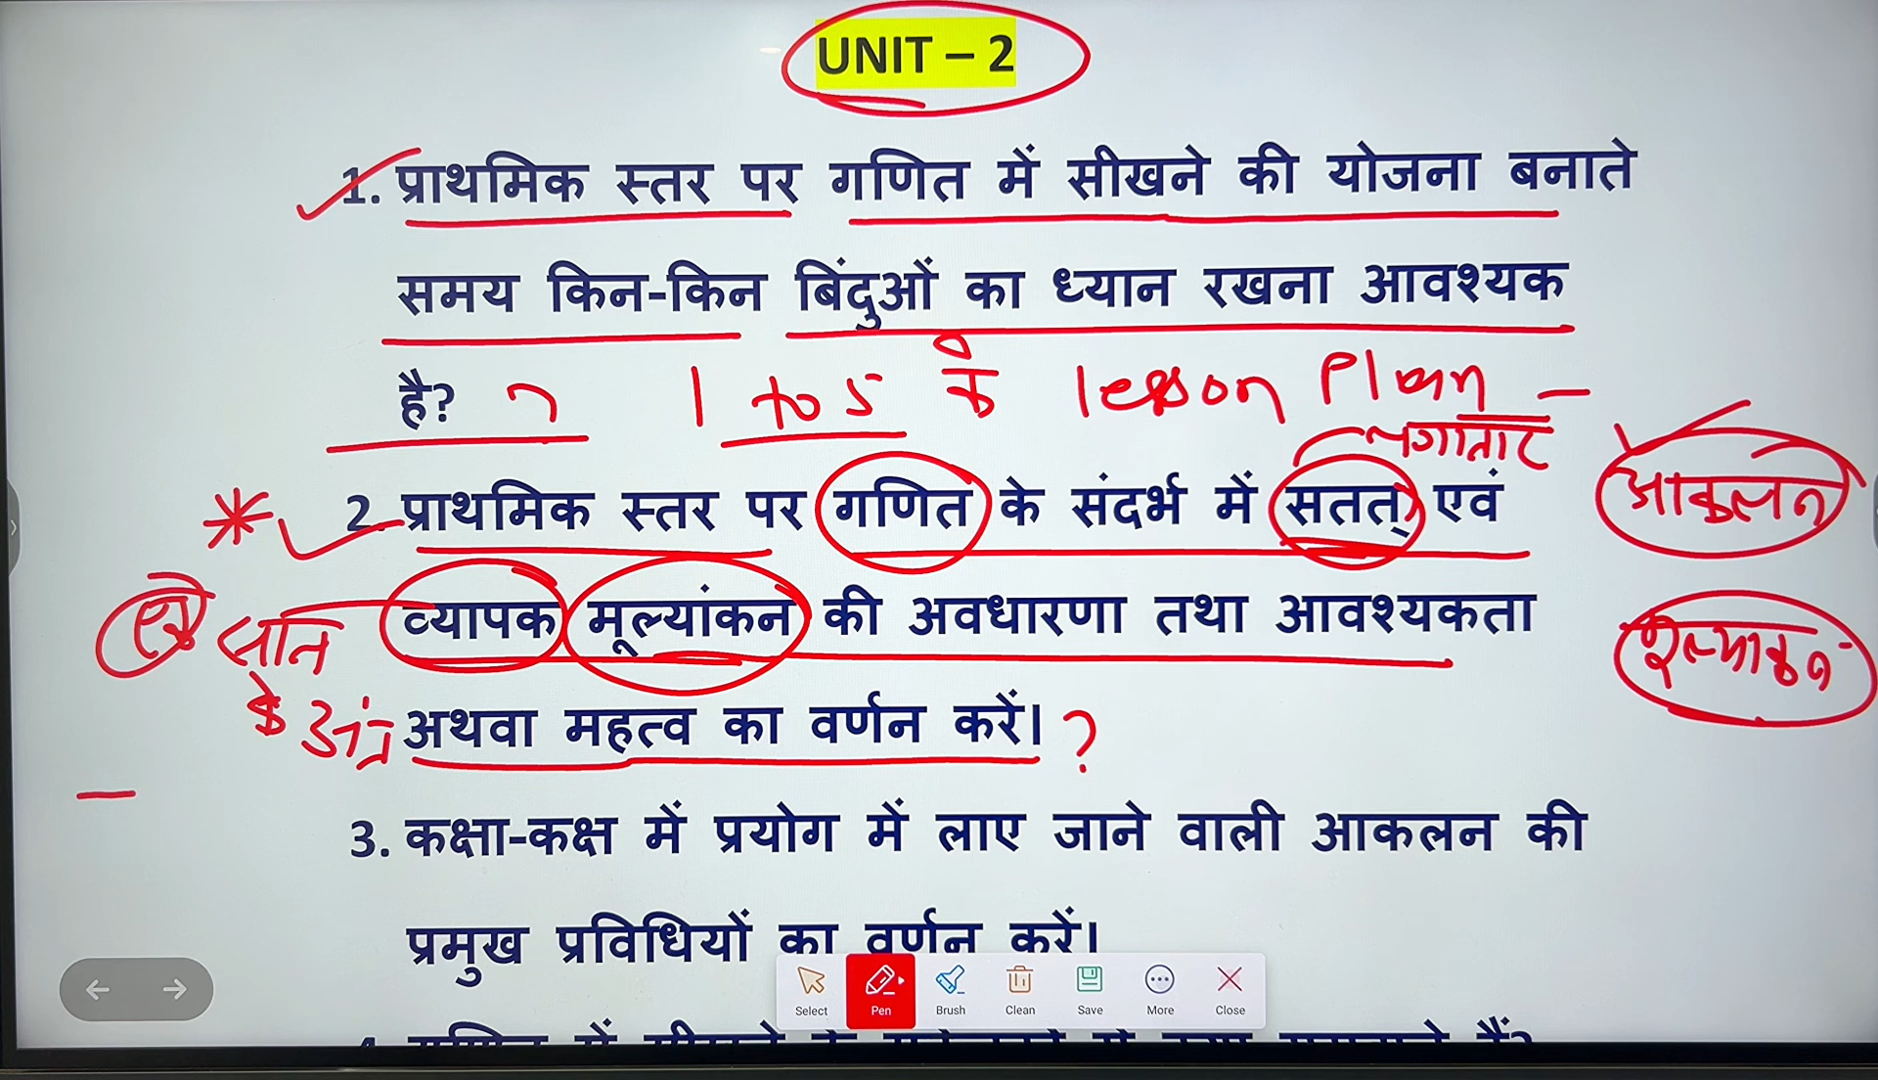 UNIT – 2
1. प्राथमिक स्तर पर गणित में सीखने की योजना बनाते
समय किन-किन बिंदुओं का ध्यान रखना आवश्यक
है? ? 1 to 5 के lesson Plan –
लगातार
2. प्राथमिक स्तर पर गणित के संदर्भ में सतत् एवं
आकलन
व्यापक मूल्यांकन की अवधारणा तथा आवश्यकता
मूल्यांकन
अथवा महत्व का वर्णन करें। ?
3. कक्षा-कक्ष में प्रयोग में लाए जाने वाली आकलन की
प्रमुख प्रविधियों का वर्णन करें।
Select Pen Brush Clean Save More Close